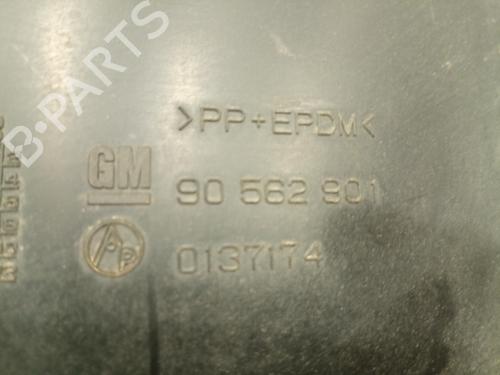 >PP+EPDM<
GM
90 562 901
0137174
B-PARTS